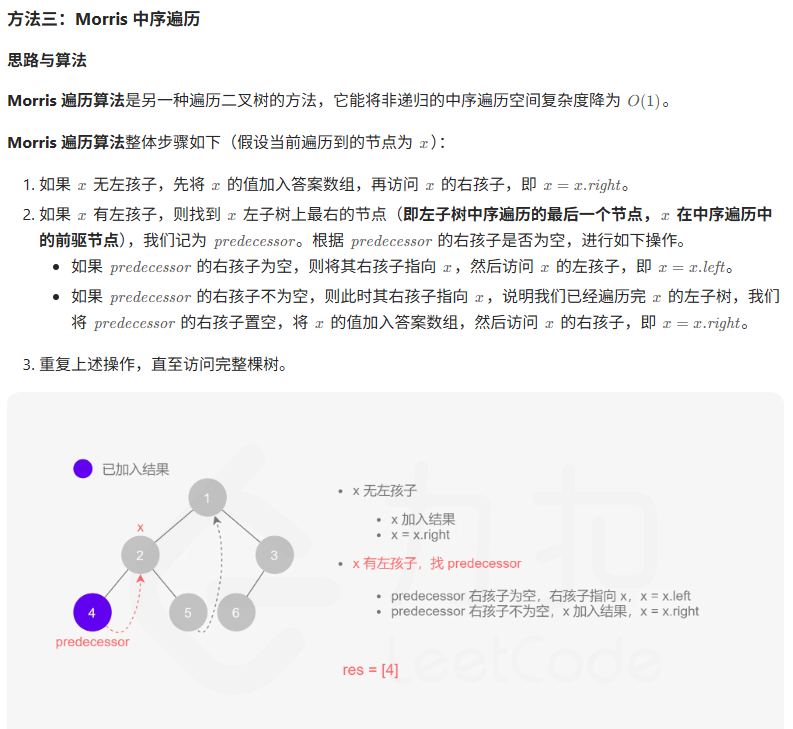 方法三：Morris 中序遍历
思路与算法
Morris 遍历算法是另一种遍历二叉树的方法，它能将非递归的中序遍历空间复杂度降为 O(1)。
Morris 遍历算法整体步骤如下（假设当前遍历到的节点为 x）：
1. 如果 x 无左孩子，先将 x 的值加入答案数组，再访问 x 的右孩子，即 x = x.right。
2. 如果 x 有左孩子，则找到 x 左子树上最右的节点（即左子树中序遍历的最后一个节点，x 在中序遍历中
的前驱节点），我们记为 predecessor。根据 predecessor 的右孩子是否为空，进行如下操作。
• 如果 predecessor 的右孩子为空，则将其右孩子指向 x，然后访问 x 的左孩子，即 x = x.left。
• 如果 predecessor 的右孩子不为空，则此时其右孩子指向 x，说明我们已经遍历完 x 的左子树，我们
将 predecessor 的右孩子置空，将 x 的值加入答案数组，然后访问 x 的右孩子，即 x = x.right。
3. 重复上述操作，直至访问完整棵树。
已加入结果
1
x
2
3
4
5
6
predecessor
• x 无左孩子
• x 加入结果
• x = x.right
• x 有左孩子，找 predecessor
• predecessor 右孩子为空，右孩子指向 x，x = x.left
• predecessor 右孩子不为空，x 加入结果，x = x.right
res = [4]
力扣
LeetCode